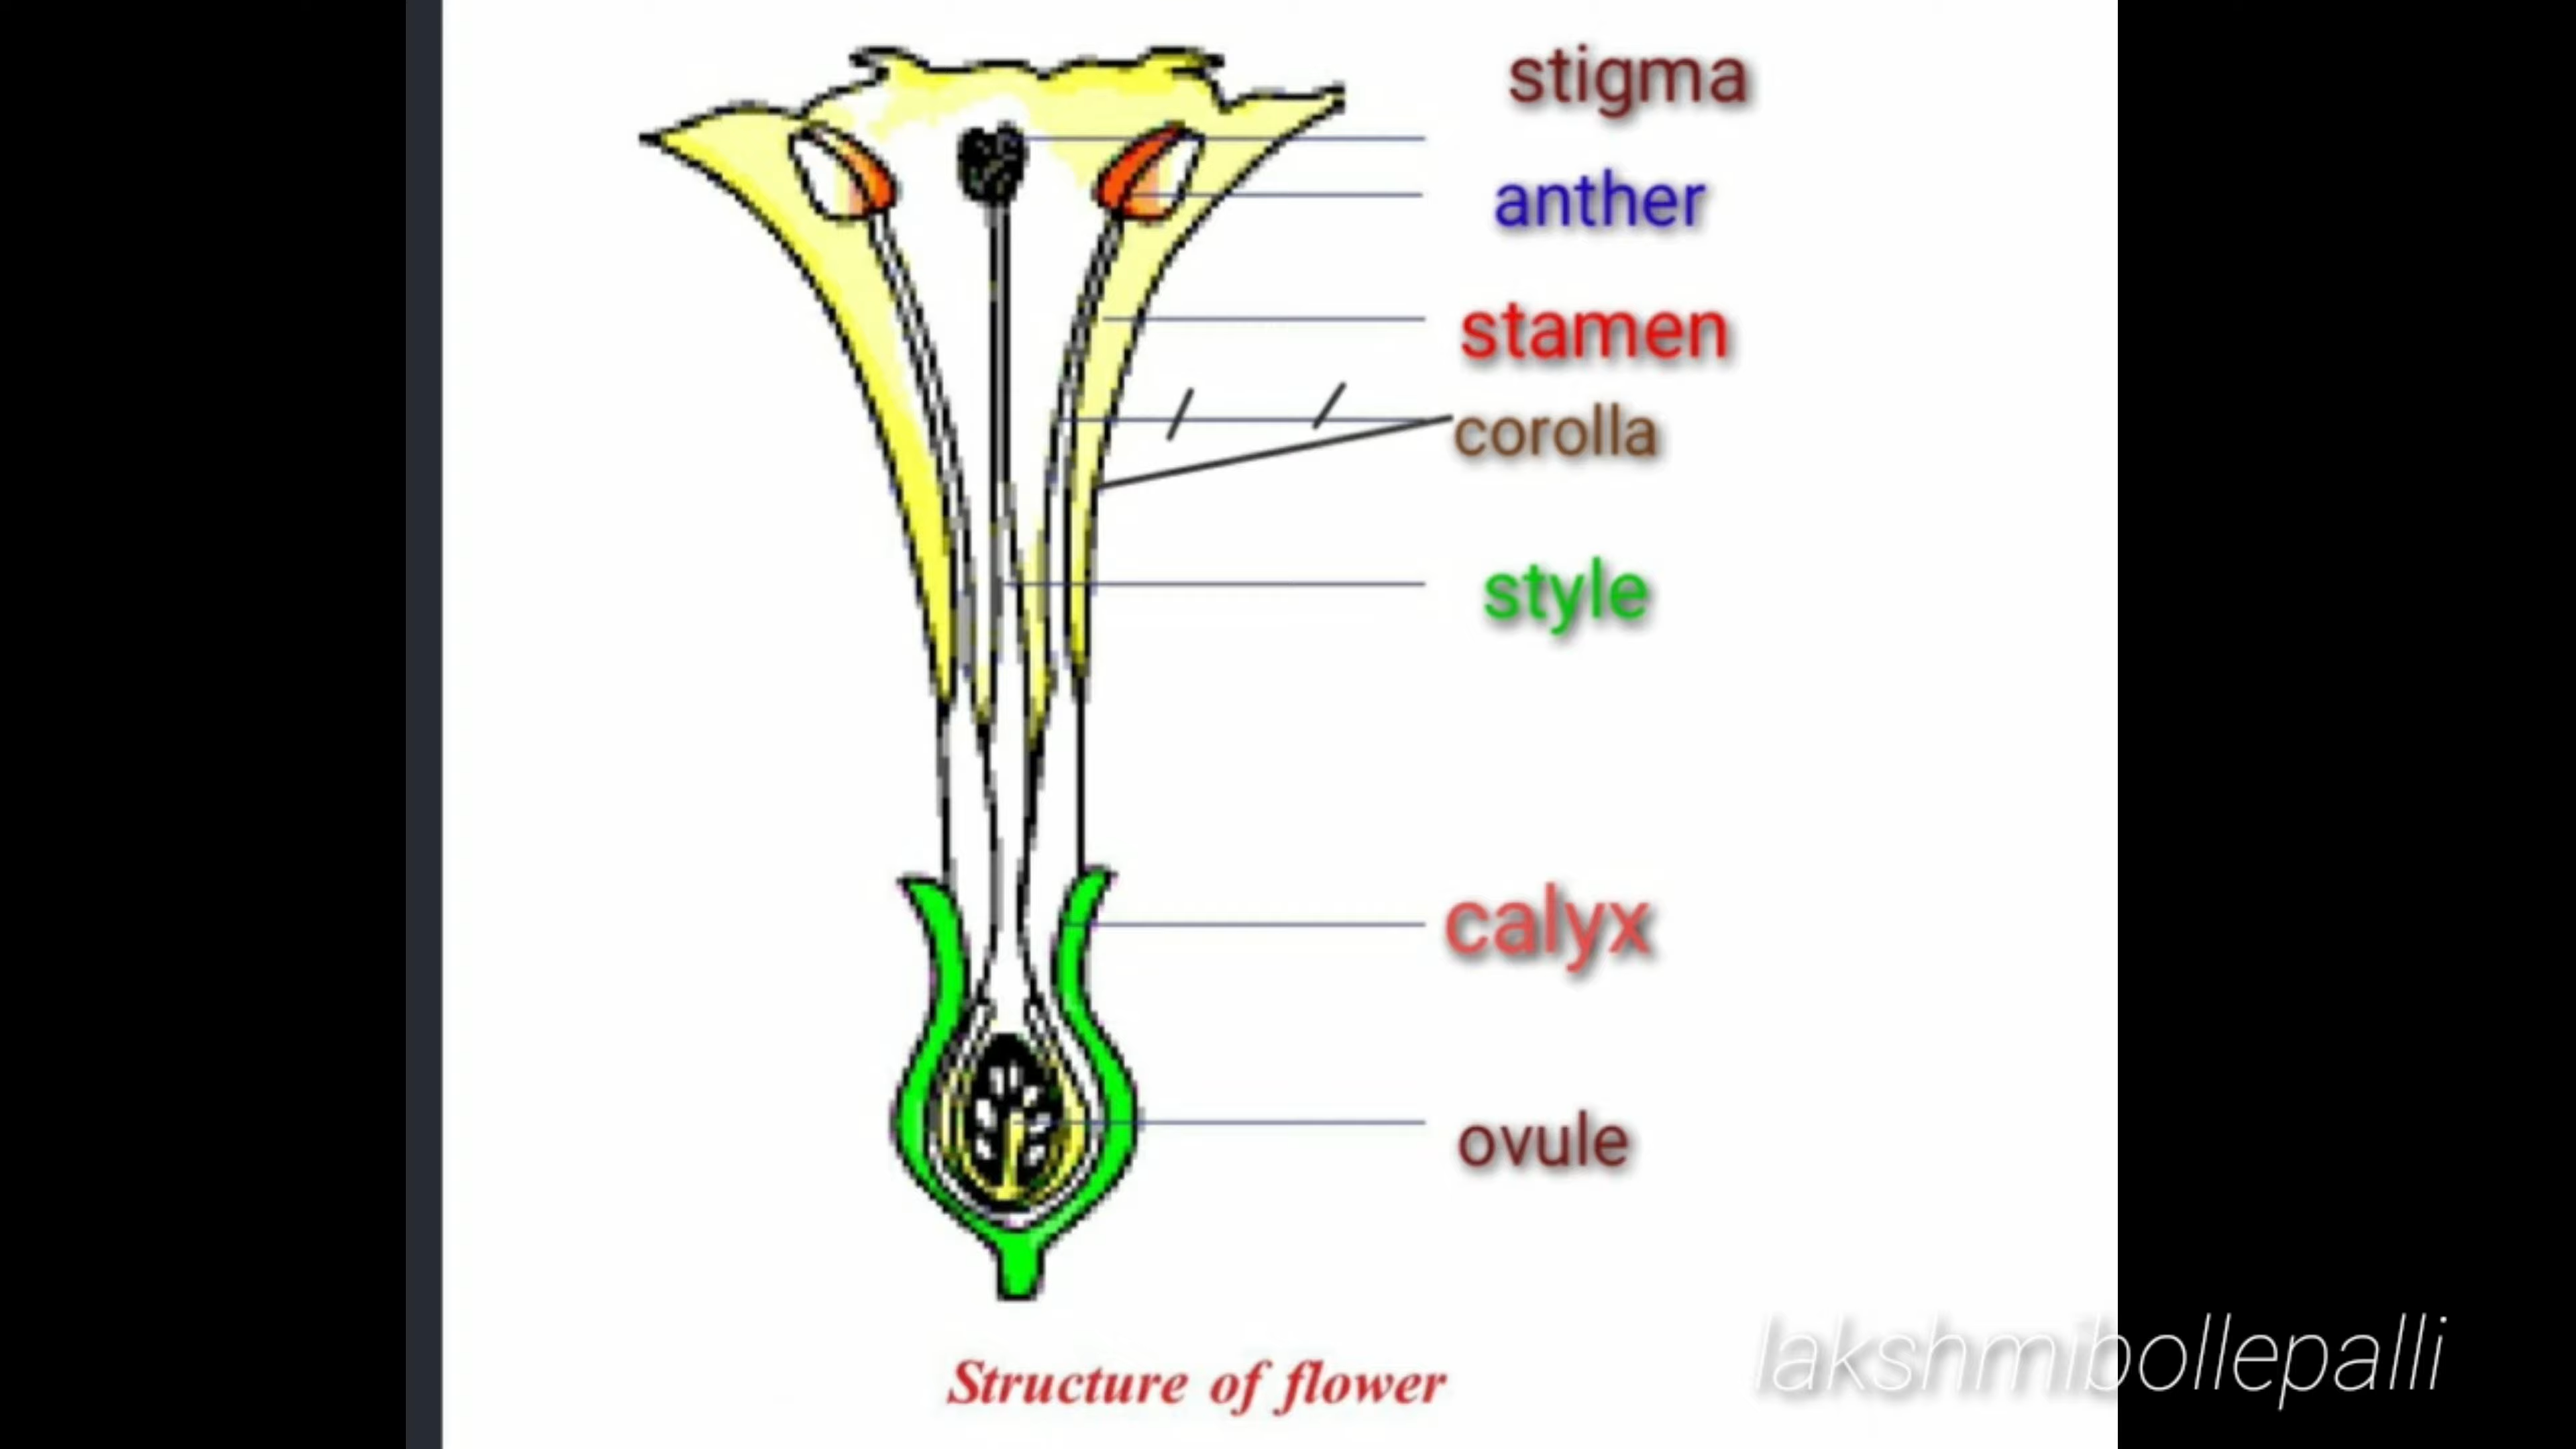 stigma
anther
stamen
corolla
style
calyx
ovule
Structure of flower
lakshmibollepalli